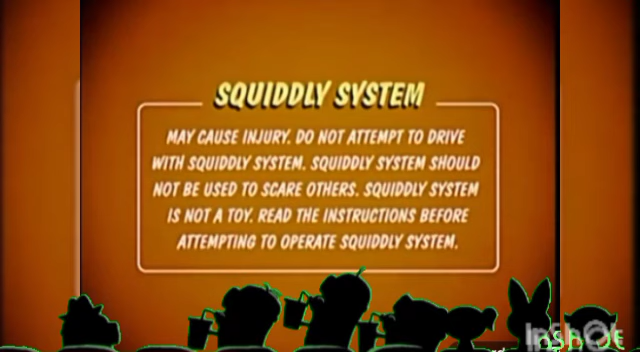 SQUIDDLY SYSTEM
MAY CAUSE INJURY. DO NOT ATTEMPT TO DRIVE
WITH SQUIDDLY SYSTEM. SQUIDDLY SYSTEM SHOULD
NOT BE USED TO SCARE OTHERS. SQUIDDLY SYSTEM
IS NOT A TOY. READ THE INSTRUCTIONS BEFORE
ATTEMPTING TO OPERATE SQUIDDLY SYSTEM.
InShOt